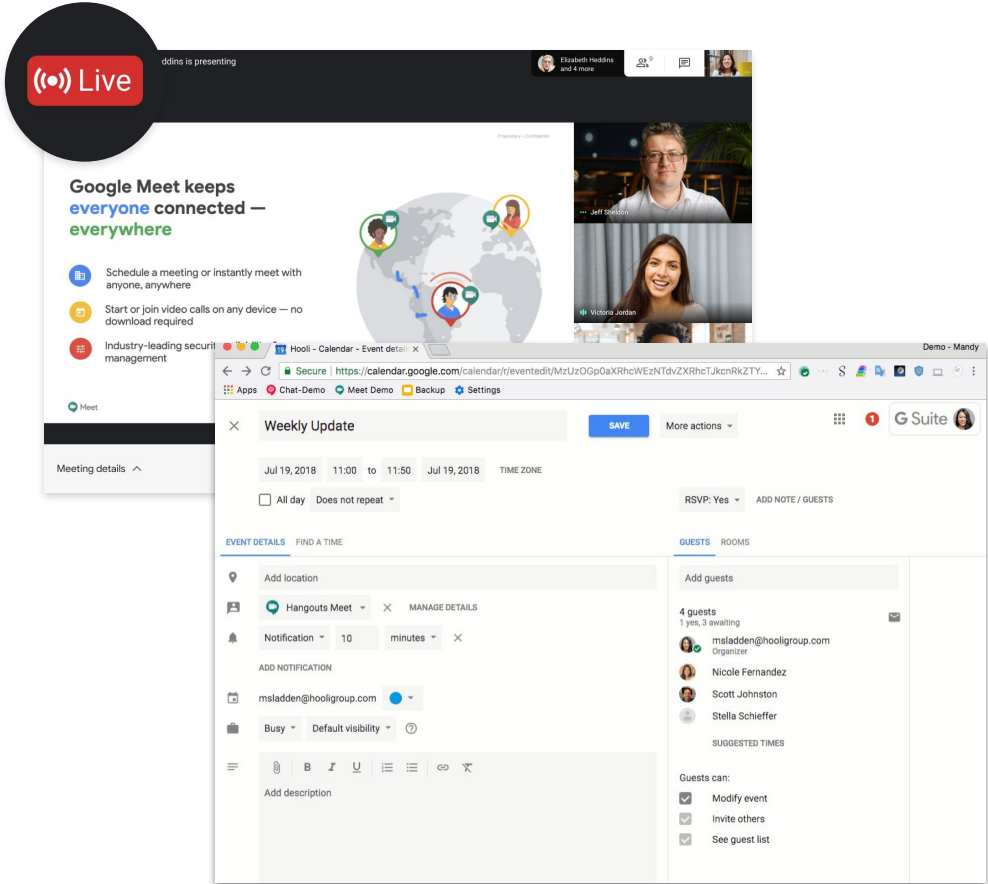 Live
ddins is presenting
Elizabeth Heddins
and 4 more
9
Proprietary + Confidential
Google Meet keeps
everyone connected —
everywhere
Schedule a meeting or instantly meet with
anyone, anywhere
Start or join video calls on any device — no
download required
Industry-leading
management
Meet
Meeting details
Jeff Sheldon
Victoria Jordan
19 Hooli - Calendar - Event detail
Demo - Mandy
Secure | https://calendar.google.com/calendar/r/eventedit/MzUzOGp0aXRhcWEzNTdvZXRhcTJkcnRkZTY...
Apps Chat-Demo Meet Demo Backup Settings
Weekly Update SAVE More actions 1 G Suite
Jul 19, 2018 11:00 to 11:50 Jul 19, 2018 TIME ZONE
All day Does not repeat RSVP: Yes ADD NOTE / GUESTS
EVENT DETAILS FIND A TIME GUESTS ROOMS
Add location
Hangouts Meet MANAGE DETAILS
Notification 10 minutes
ADD NOTIFICATION
msladden@hooligroup.com
Busy Default visibility ?
B I U
Add description
Add guests
4 guests
1 yes, 3 awaiting
msladden@hooligroup.com
Organizer
Nicole Fernandez
Scott Johnston
Stella Schieffer
SUGGESTED TIMES
Guests can:
Modify event
Invite others
See guest list